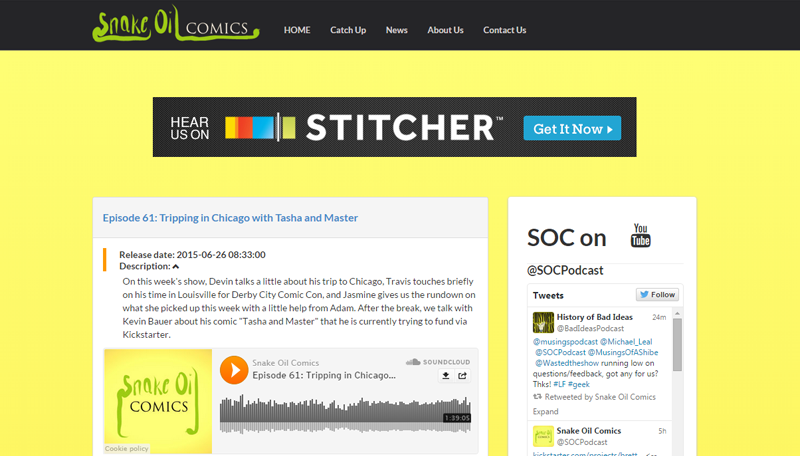 Snake Oil COMICS
HOME Catch Up News About Us Contact Us
HEAR
US ON
STITCHER™
Get It Now
Episode 61: Tripping in Chicago with Tasha and Master
Release date: 2015-06-26 08:33:00
Description:
On this week's show, Devin talks a little about his trip to Chicago, Travis touches briefly
on his time in Louisville for Derby City Comic Con, and Jasmine gives us the rundown on
what she picked up this week with a little help from Adam. After the break, we talk with
Kevin Bauer about his comic "Tasha and Master" that he is currently trying to fund via
Kickstarter.
Snake Oil
COMICS
Cookie policy
Snake Oil Comics
SOUNDCLOUD
Episode 61: Tripping in Chicago...
1:39:05
SOC on
You
Tube
@SOCPodcast
Tweets
Follow
History of Bad Ideas 24m
@BadIdeasPodcast
@musingspodcast @Michael_Leal
@SOCPodcast @MusingsOfAShibe
@Wastedtheshow running low on
questions/feedback, got any for us?
Thks! #LF #geek
Retweeted by Snake Oil Comics
Expand
Snake Oil Comics 5h
@SOCPodcast